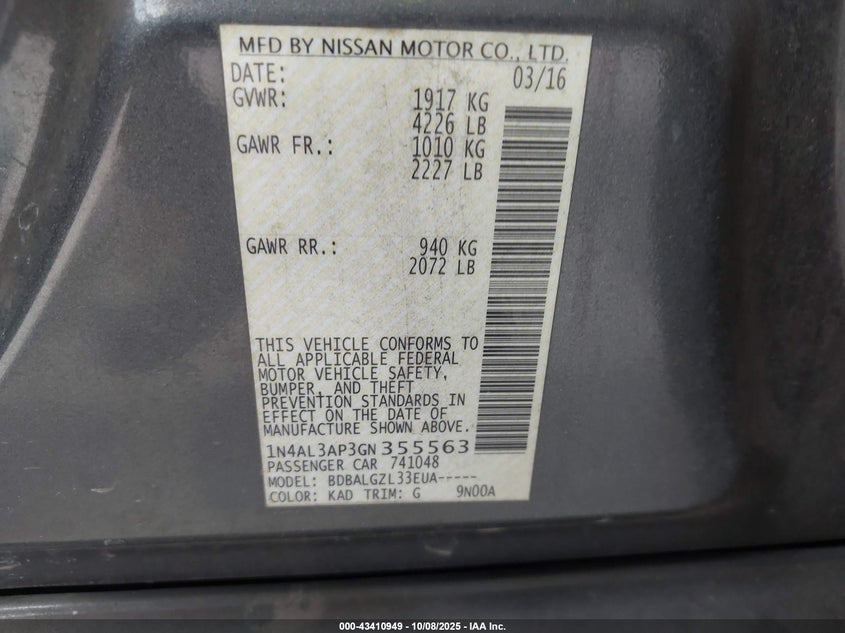 MFD BY NISSAN MOTOR CO., LTD.
DATE: 03/16
GVWR: 1917 KG
4226 LB
GAWR FR.: 1010 KG
2227 LB
GAWR RR.: 940 KG
2072 LB
THIS VEHICLE CONFORMS TO
ALL APPLICABLE FEDERAL
MOTOR VEHICLE SAFETY,
BUMPER, AND THEFT
PREVENTION STANDARDS IN
EFFECT ON THE DATE OF
MANUFACTURE SHOWN ABOVE.
1N4AL3AP3GN355563
PASSENGER CAR 741048
MODEL: BDBALGZL33EUA-----
COLOR: KAD TRIM: G 9N00A
000-43410949 - 10/08/2025 - IAA Inc.